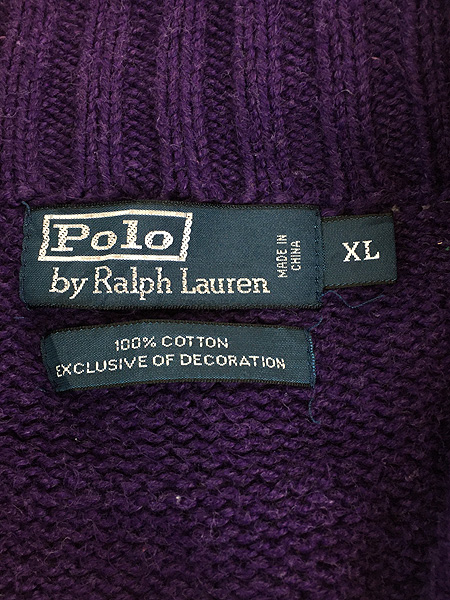 Polo
by Ralph Lauren
MADE IN
CHINA
XL
100% COTTON
EXCLUSIVE OF DECORATION